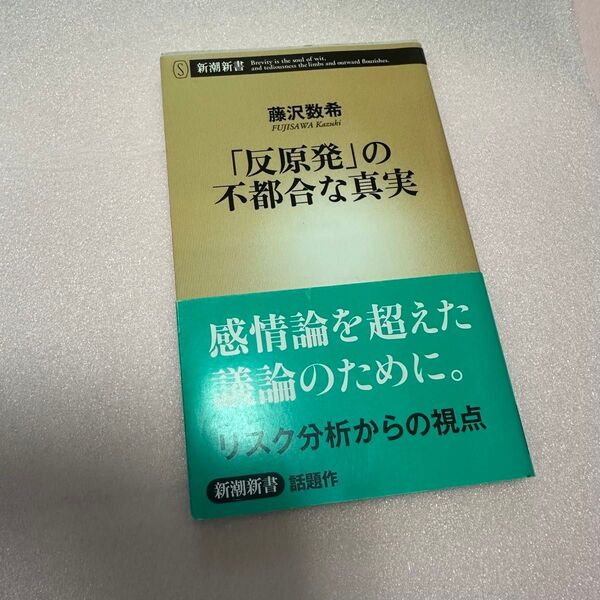 S 新潮新書
Brevity is the soul of wit,
and tediousness the limbs and outward flourishes.
藤沢数希
FUJISAWA Kazuki
「反原発」の
不都合な真実
感情論を超えた
議論のために。
リスク分析からの視点
新潮新書 話題作